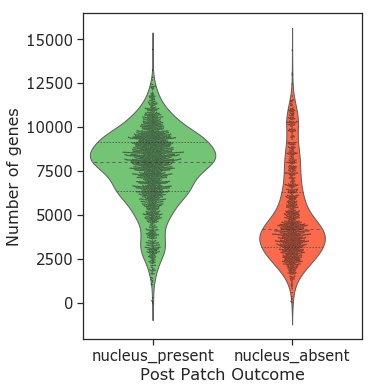 15000
12500
10000
7500
5000
2500
0
Number of genes
nucleus_present nucleus_absent
Post Patch Outcome